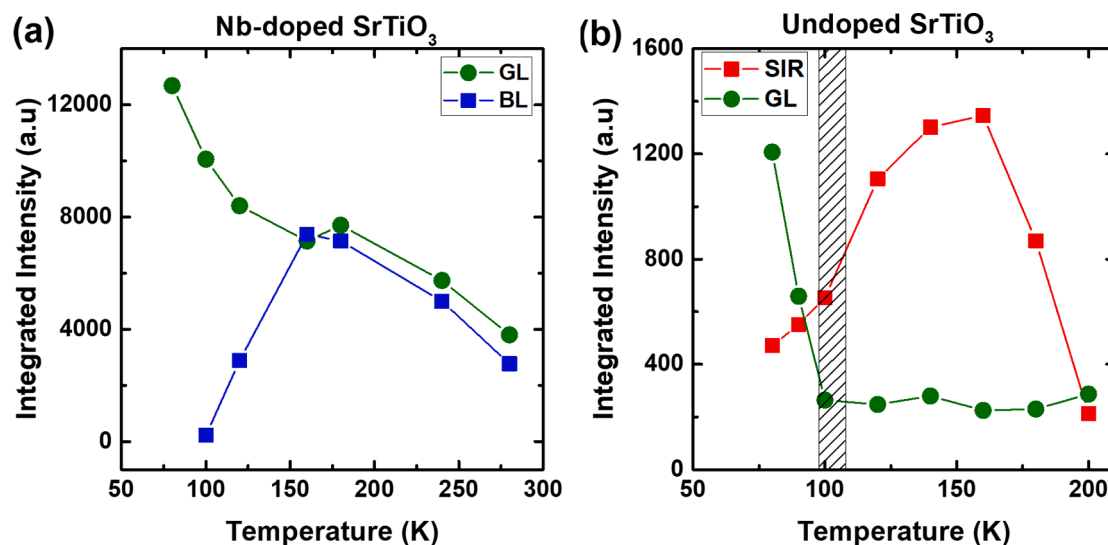 (a)
Nb-doped SrTiO₃
GL
BL
Integrated Intensity (a.u)
12000
8000
4000
0
50 100 150 200 250 300
Temperature (K)
(b)
Undoped SrTiO₃
SIR
GL
Integrated Intensity (a.u)
1600
1200
800
400
0
50 100 150 200
Temperature (K)